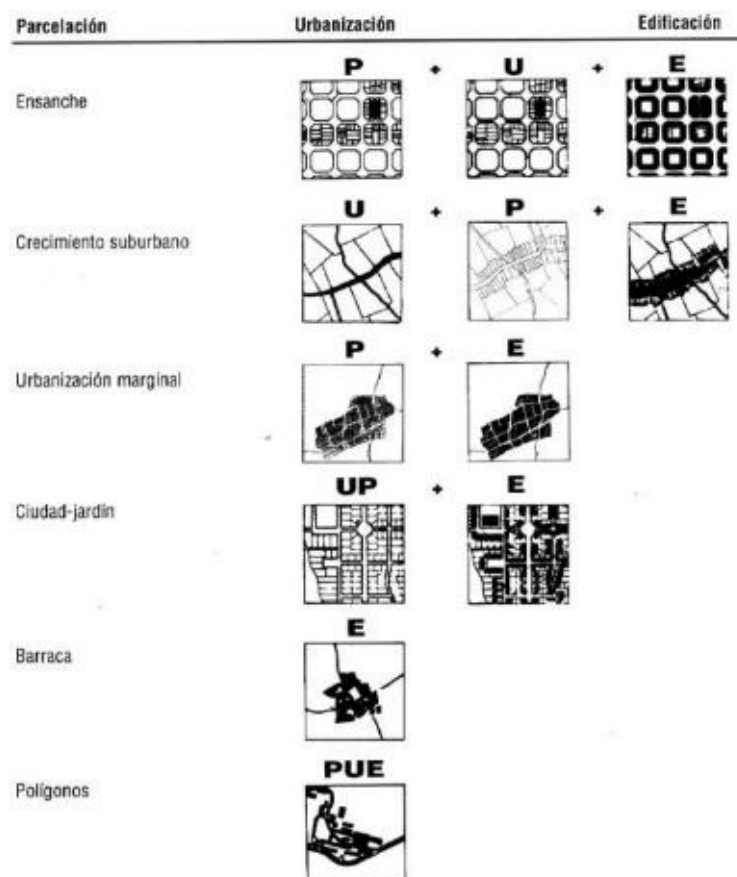 Parcelación Urbanización Edificación
P + U + E
Ensanche
U + P + E
Crecimiento suburbano
P + E
Urbanización marginal
UP + E
Ciudad-jardín
E
Barraca
PUE
Polígonos